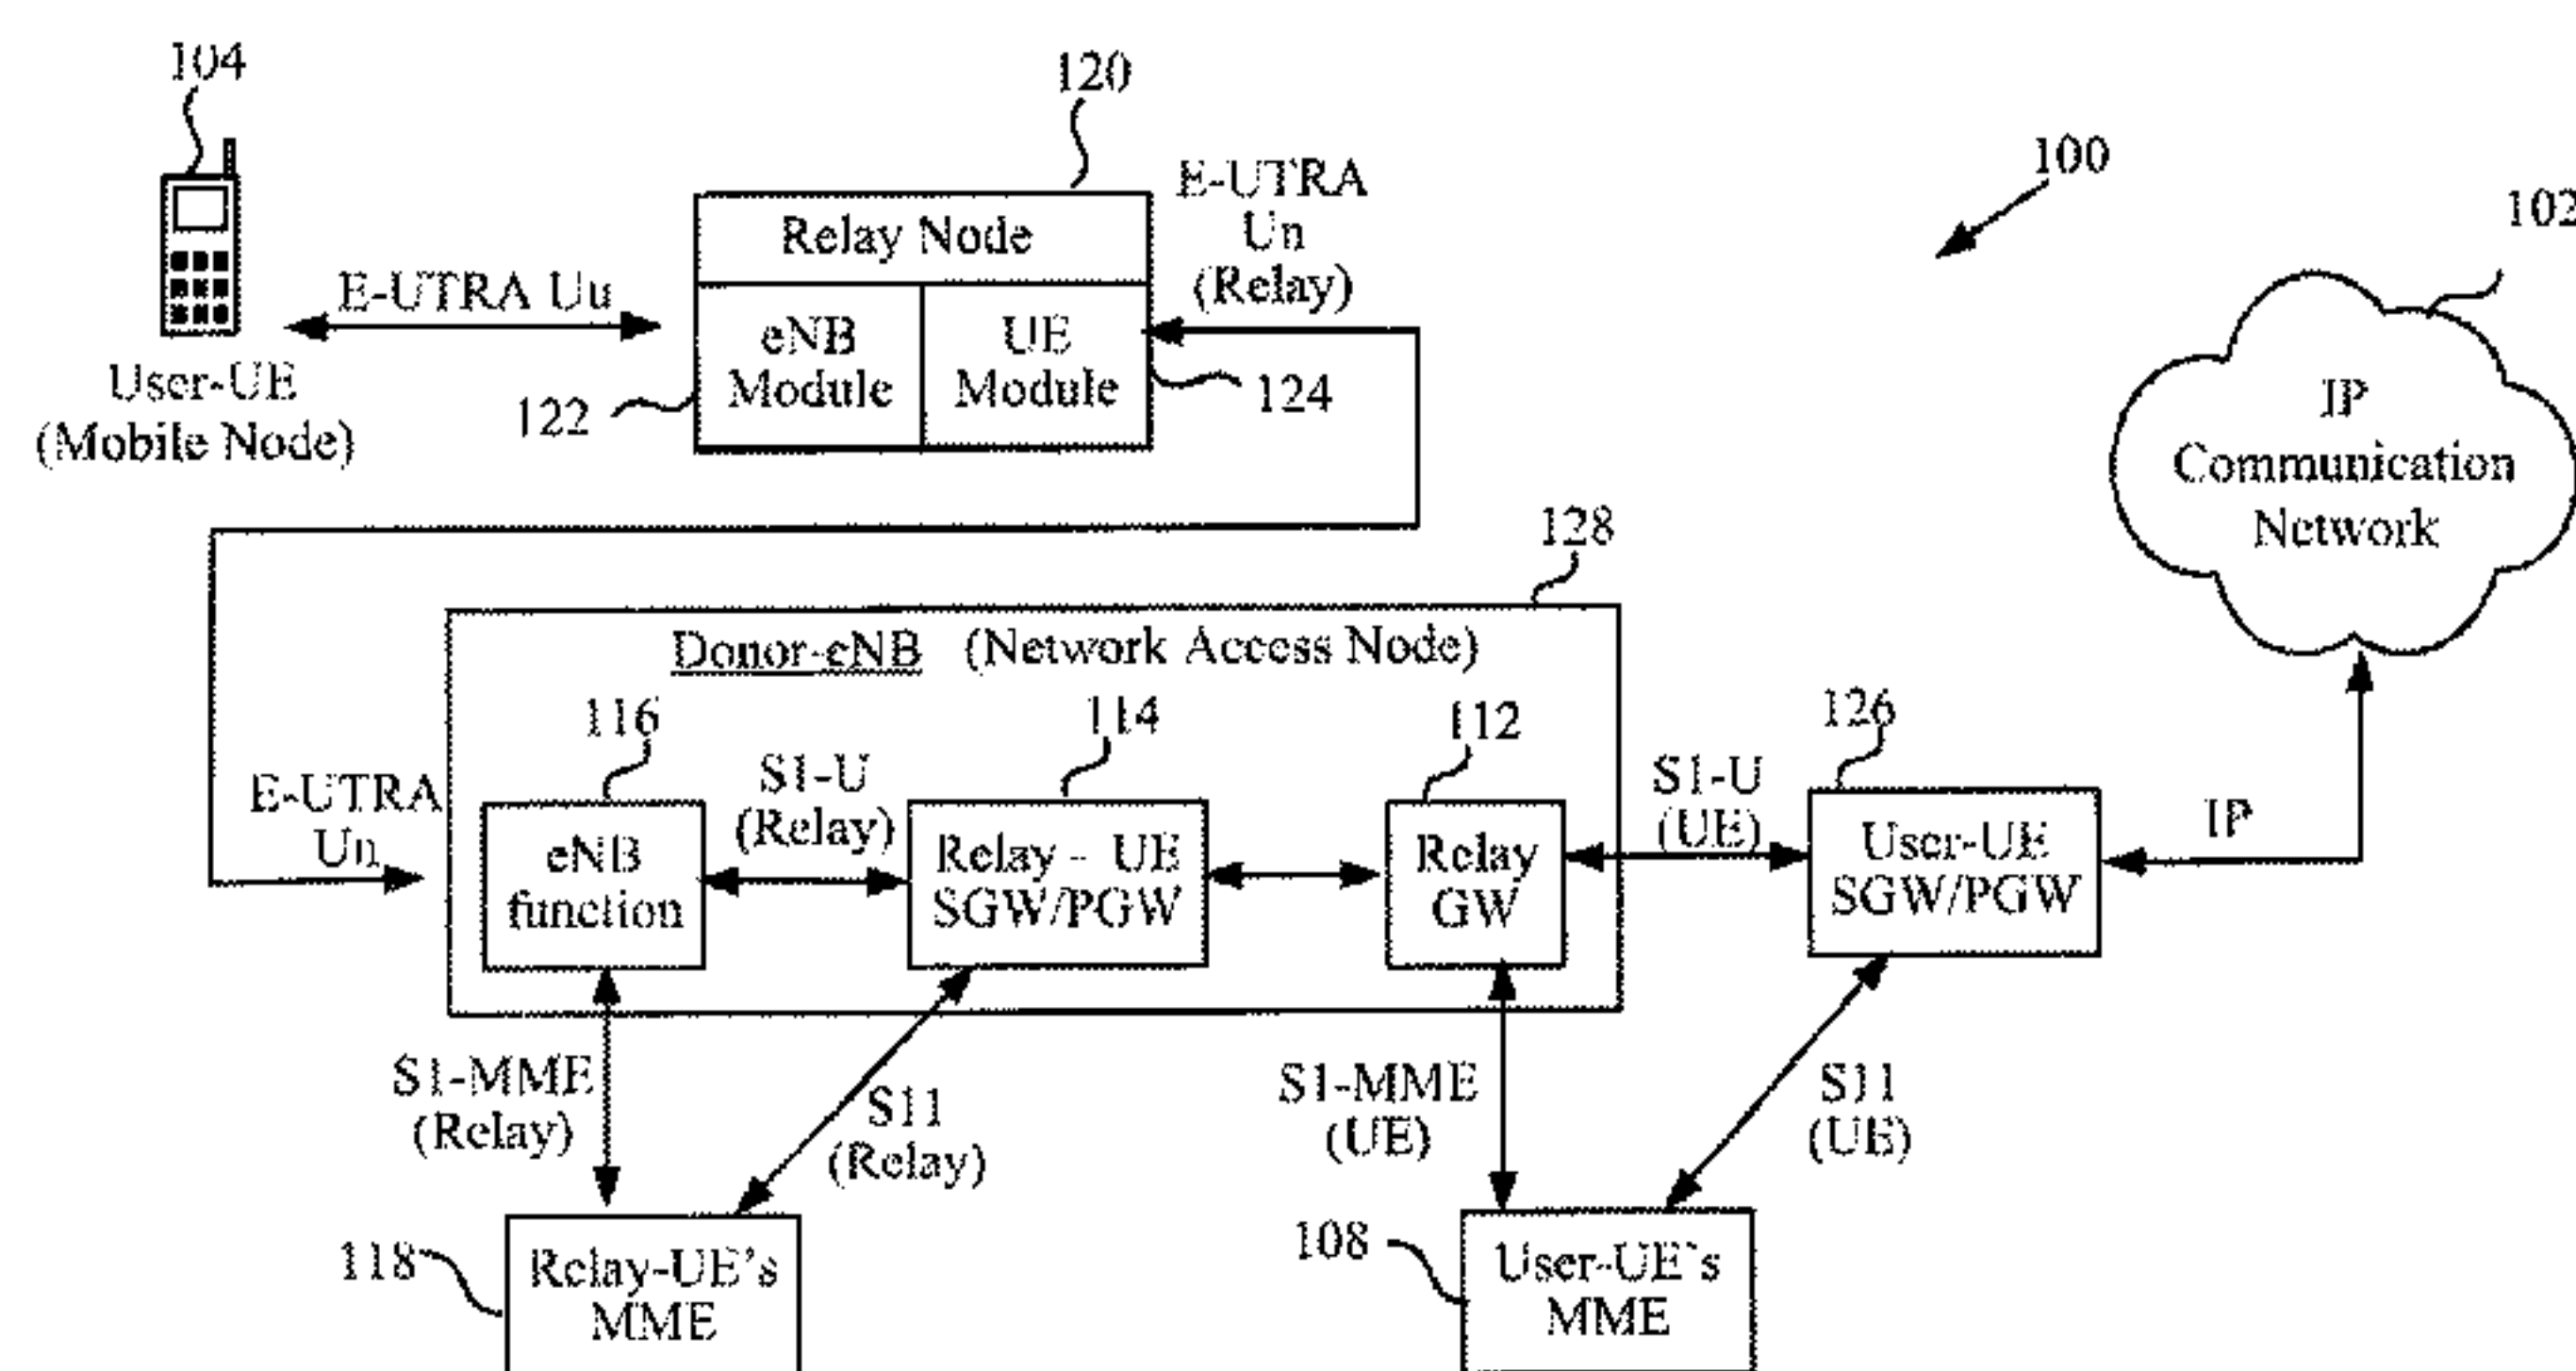 104
120
100
102
E-UTRA
Un
(Relay)
Relay Node
E-UTRA Uu
eNB
Module
UE
Module
User-UE
(Mobile Node)
122
124
IP
Communication
Network
128
Donor-eNB (Network Access Node)
116
114
112
126
E-UTRA
Un
S1-U
(Relay)
S1-U
(UE)
IP
eNB
function
Relay - UE
SGW/PGW
Relay
GW
User-UE
SGW/PGW
S1-MME
(Relay)
S11
(Relay)
S1-MME
(UE)
S11
(UE)
118
Relay-UE's
MME
108
User-UE's
MME